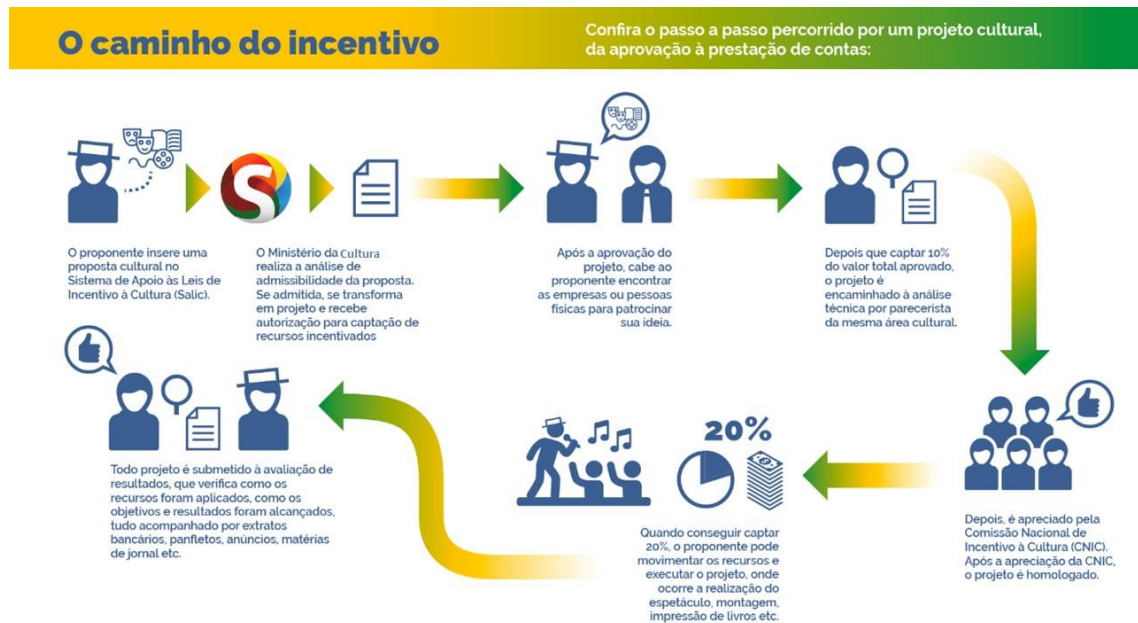 O caminho do incentivo
Confira o passo a passo percorrido por um projeto cultural,
da aprovação à prestação de contas:
S
O proponente insere uma
proposta cultural no
Sistema de Apoio às Leis de
Incentivo à Cultura (Salic).
O Ministério da Cultura
realiza a análise de
admissibilidade da proposta.
Se admitida, se transforma
em projeto e recebe
autorização para captação de
recursos incentivados
Após a aprovação do
projeto, cabe ao
proponente encontrar
as empresas ou pessoas
físicas para patrocinar
sua ideia.
Depois que captar 10%
do valor total aprovado,
o projeto é
encaminhado à análise
técnica por parecerista
da mesma área cultural.
Depois, é apreciado pela
Comissão Nacional de
Incentivo à Cultura (CNIC).
Após a apreciação da CNIC,
o projeto é homologado.
20%
Quando conseguir captar
20%, o proponente pode
movimentar os recursos e
executar o projeto, onde
ocorre a realização do
espetáculo, montagem,
impressão de livros etc.
Todo projeto é submetido à avaliação de
resultados, que verifica como os
recursos foram aplicados, como os
objetivos e resultados foram alcançados,
tudo acompanhado por extratos
bancários, panfletos, anúncios, matérias
de jornal etc.